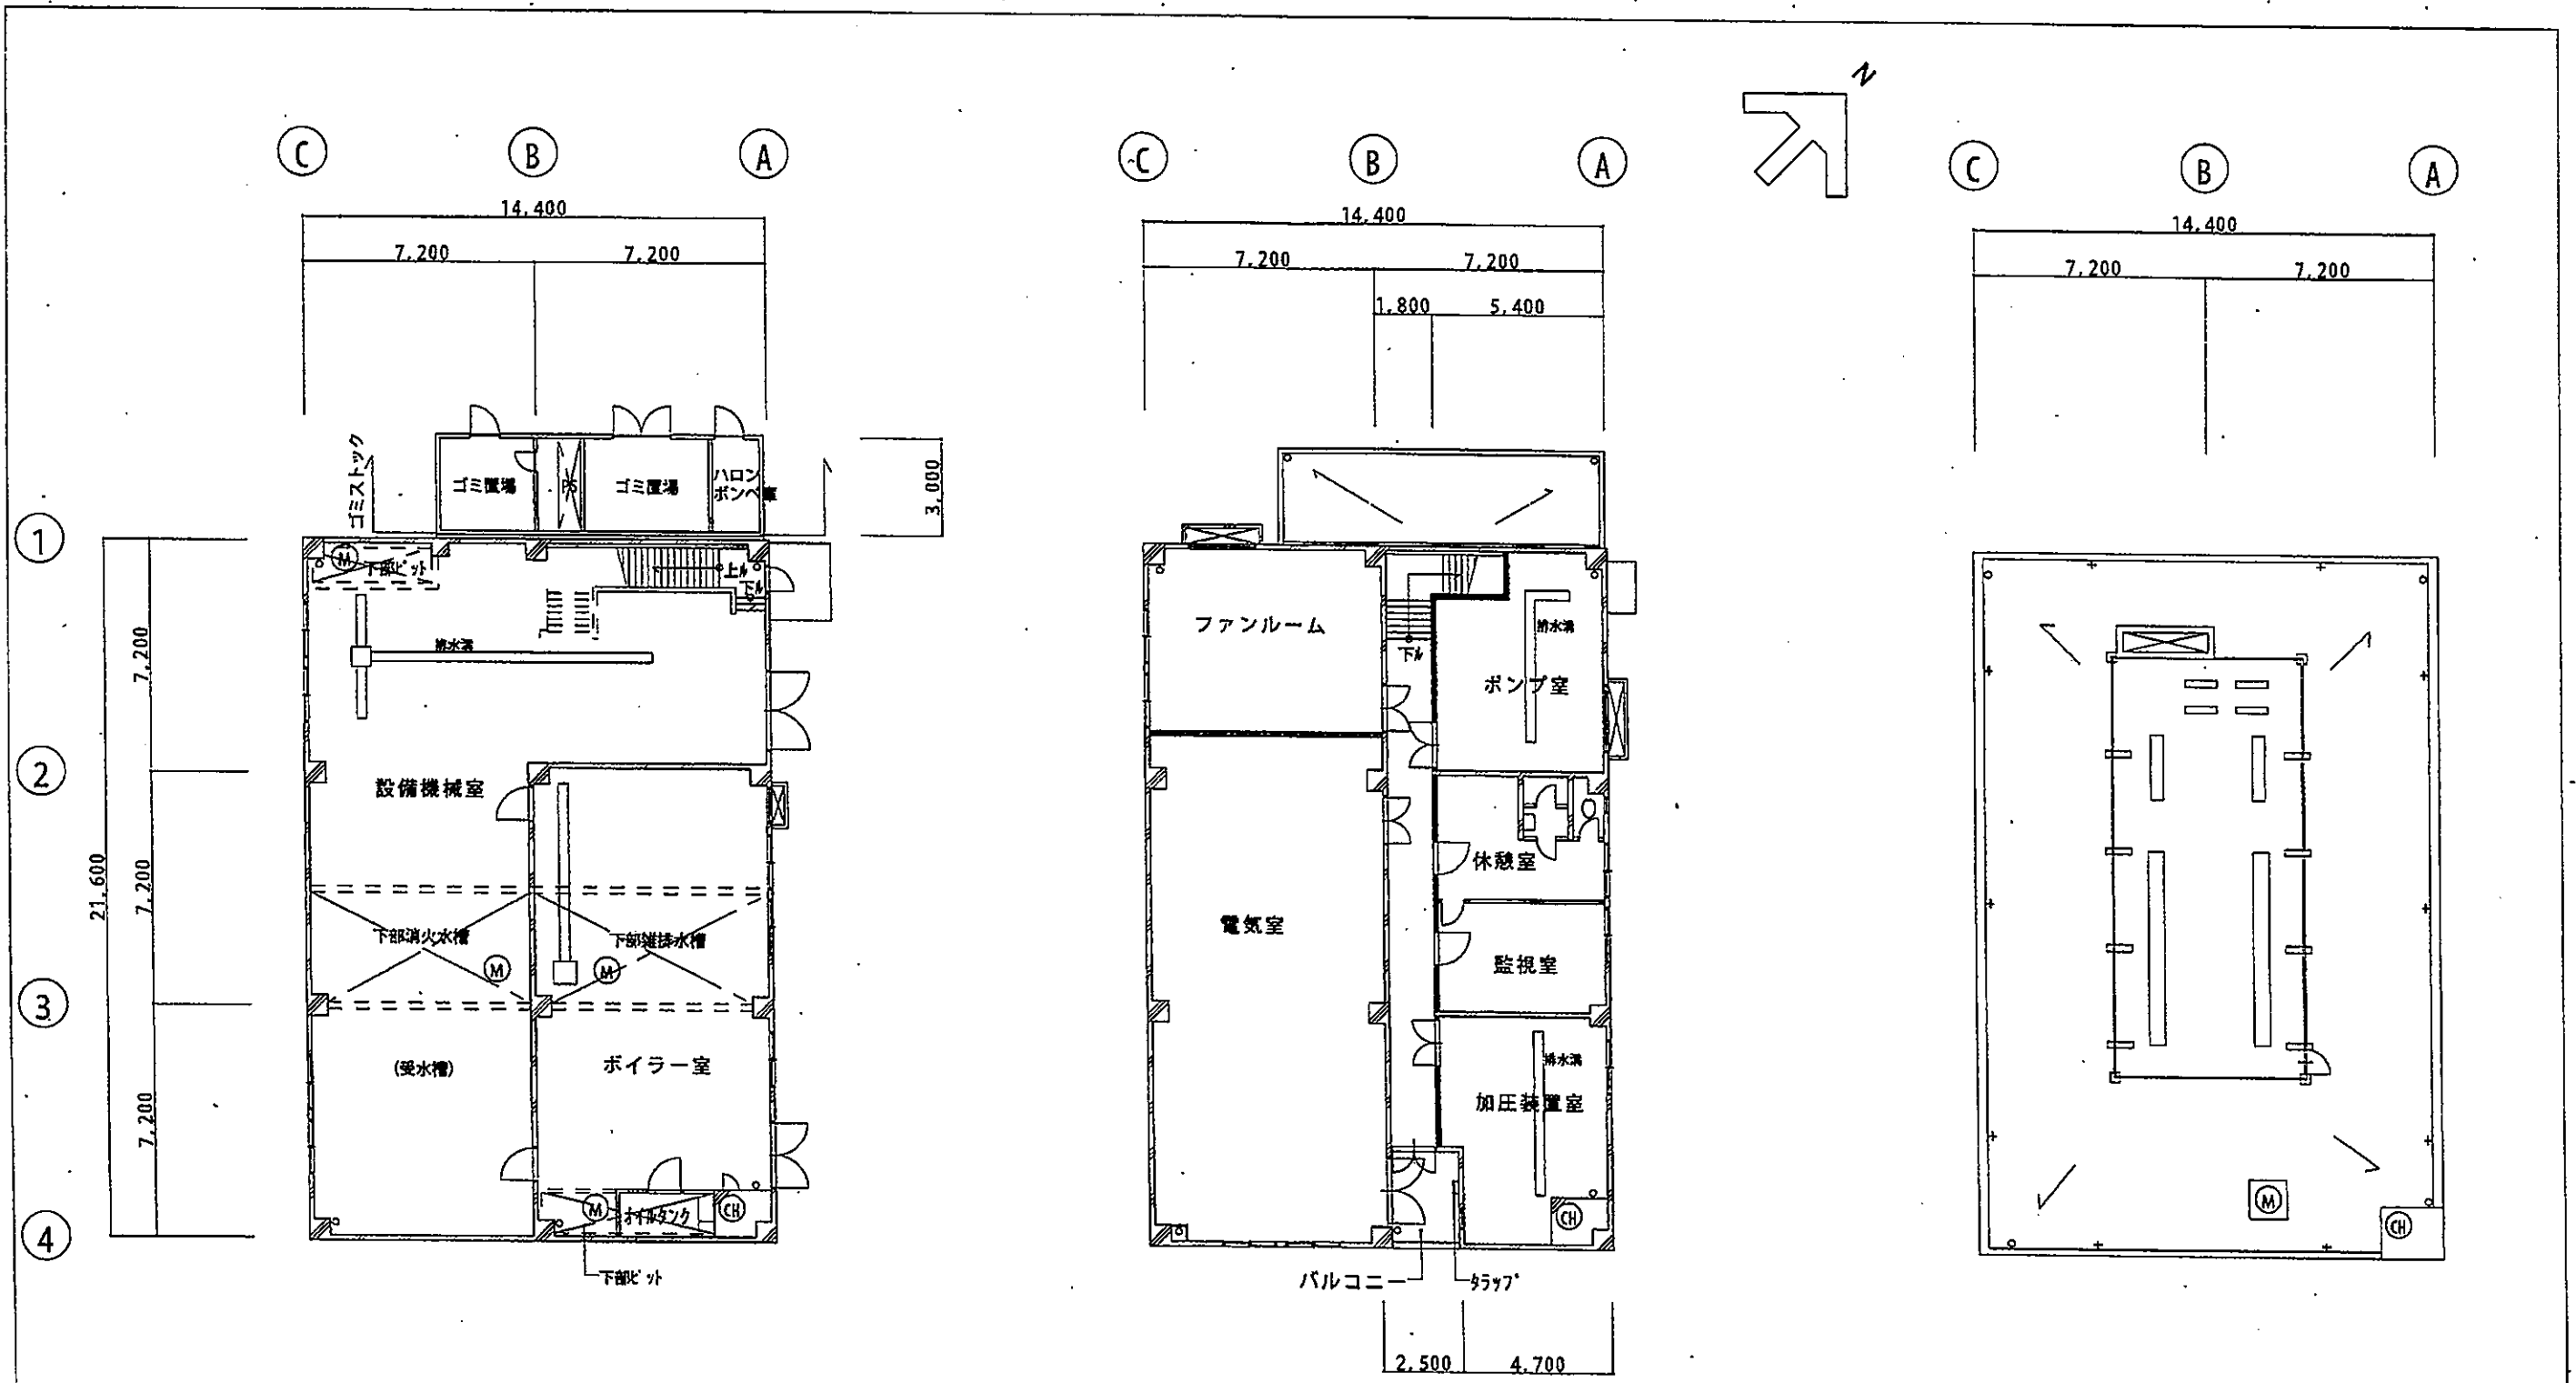 N
C
B
A
14,400
7,200
7,200
ゴミストック
ゴミ置場
PS
ゴミ置場
ハロン
ボンベ庫
3,000
1
2
3
4
21,600
7,200
7,200
7,200
M
下部ピット
上ル
下ル
排水溝
設備機械室
下部消火水槽
M
下部雑排水槽
M
(受水槽)
ボイラー室
M
オイルタンク
CH
下部ピット
C
B
A
14,400
7,200
7,200
1,800
5,400
ファンルーム
下ル
排水溝
ポンプ室
休憩室
電気室
監視室
排水溝
加圧装置室
CH
バルコニー
タラップ
2,500
4,700
C
B
A
14,400
7,200
7,200
M
CH